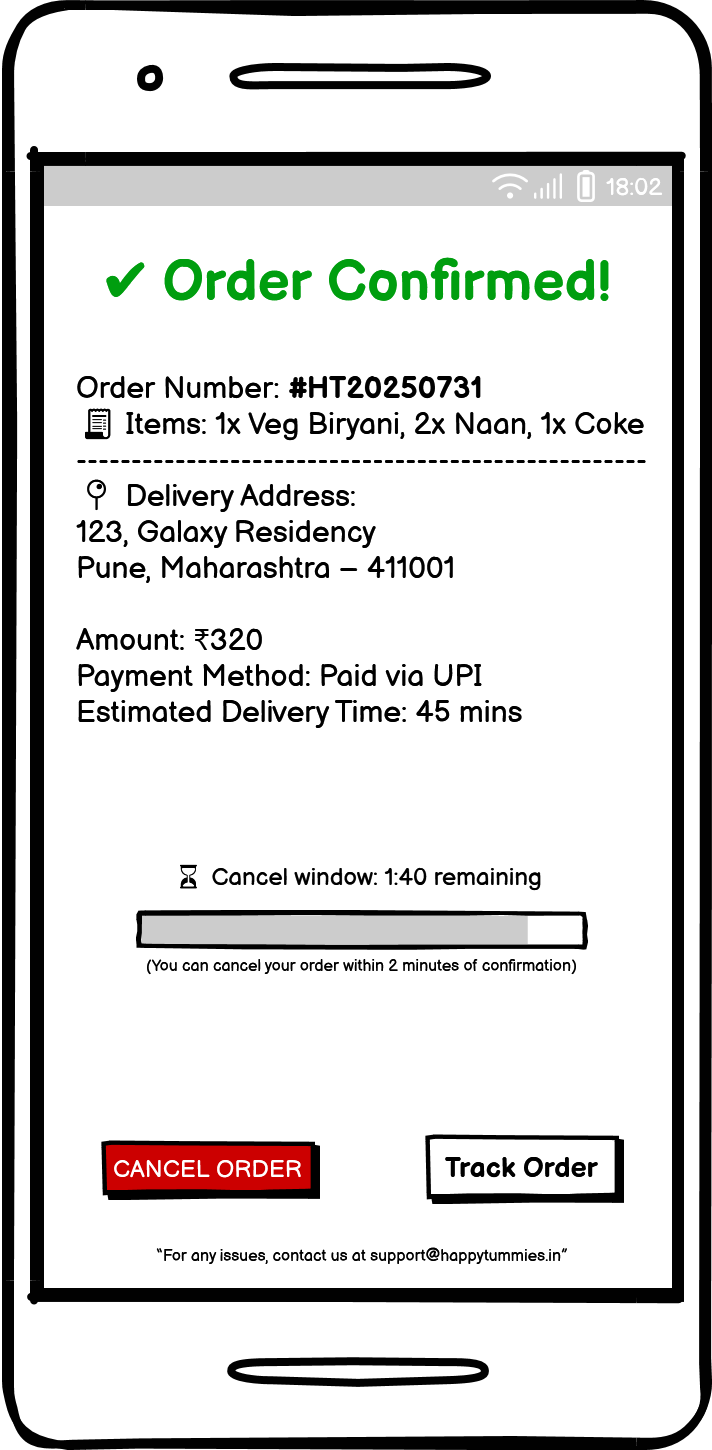 18:02
✔ Order Confirmed!
Order Number: #HT20250731
Items: 1x Veg Biryani, 2x Naan, 1x Coke
-----------------------------------------------------
Delivery Address:
123, Galaxy Residency
Pune, Maharashtra – 411001
Amount: ₹320
Payment Method: Paid via UPI
Estimated Delivery Time: 45 mins
Cancel window: 1:40 remaining
(You can cancel your order within 2 minutes of confirmation)
CANCEL ORDER
Track Order
“For any issues, contact us at support@happytummies.in”